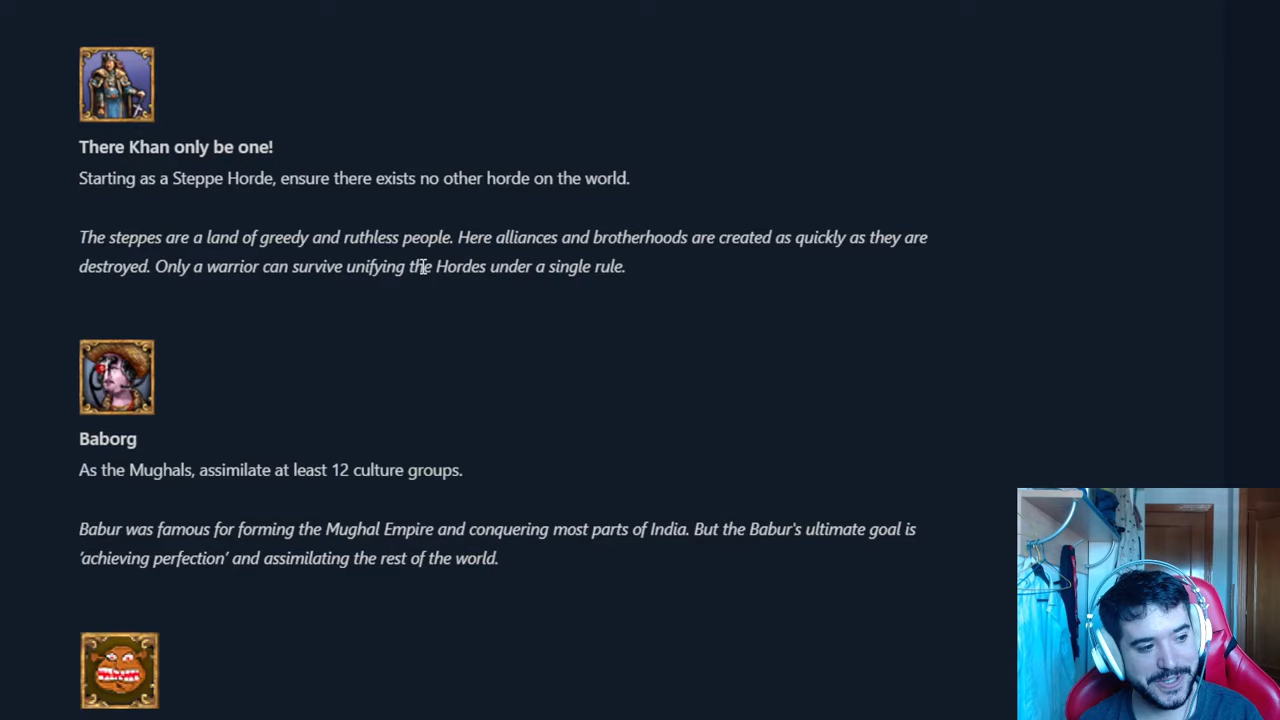 There Khan only be one!
Starting as a Steppe Horde, ensure there exists no other horde on the world.
The steppes are a land of greedy and ruthless people. Here alliances and brotherhoods are created as quickly as they are
destroyed. Only a warrior can survive unifying the Hordes under a single rule.
Baborg
As the Mughals, assimilate at least 12 culture groups.
Babur was famous for forming the Mughal Empire and conquering most parts of India. But the Babur's ultimate goal is
'achieving perfection' and assimilating the rest of the world.